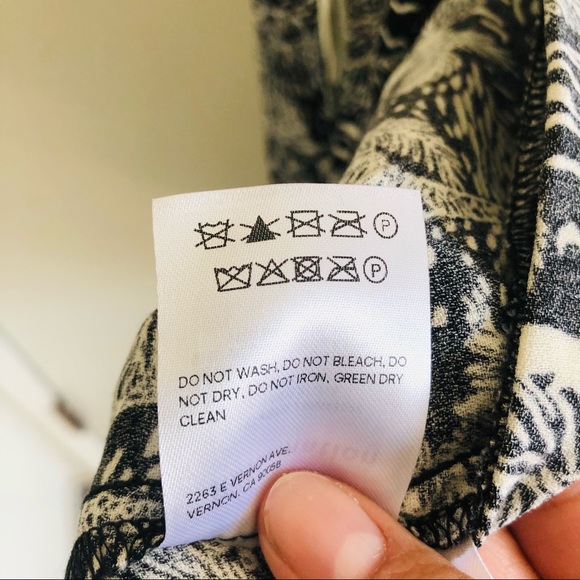 P
P
DO NOT WASH, DO NOT BLEACH, DO
NOT DRY, DO NOT IRON, GREEN DRY
CLEAN
2263 E VERNON AVE,
VERNON, CA 90058